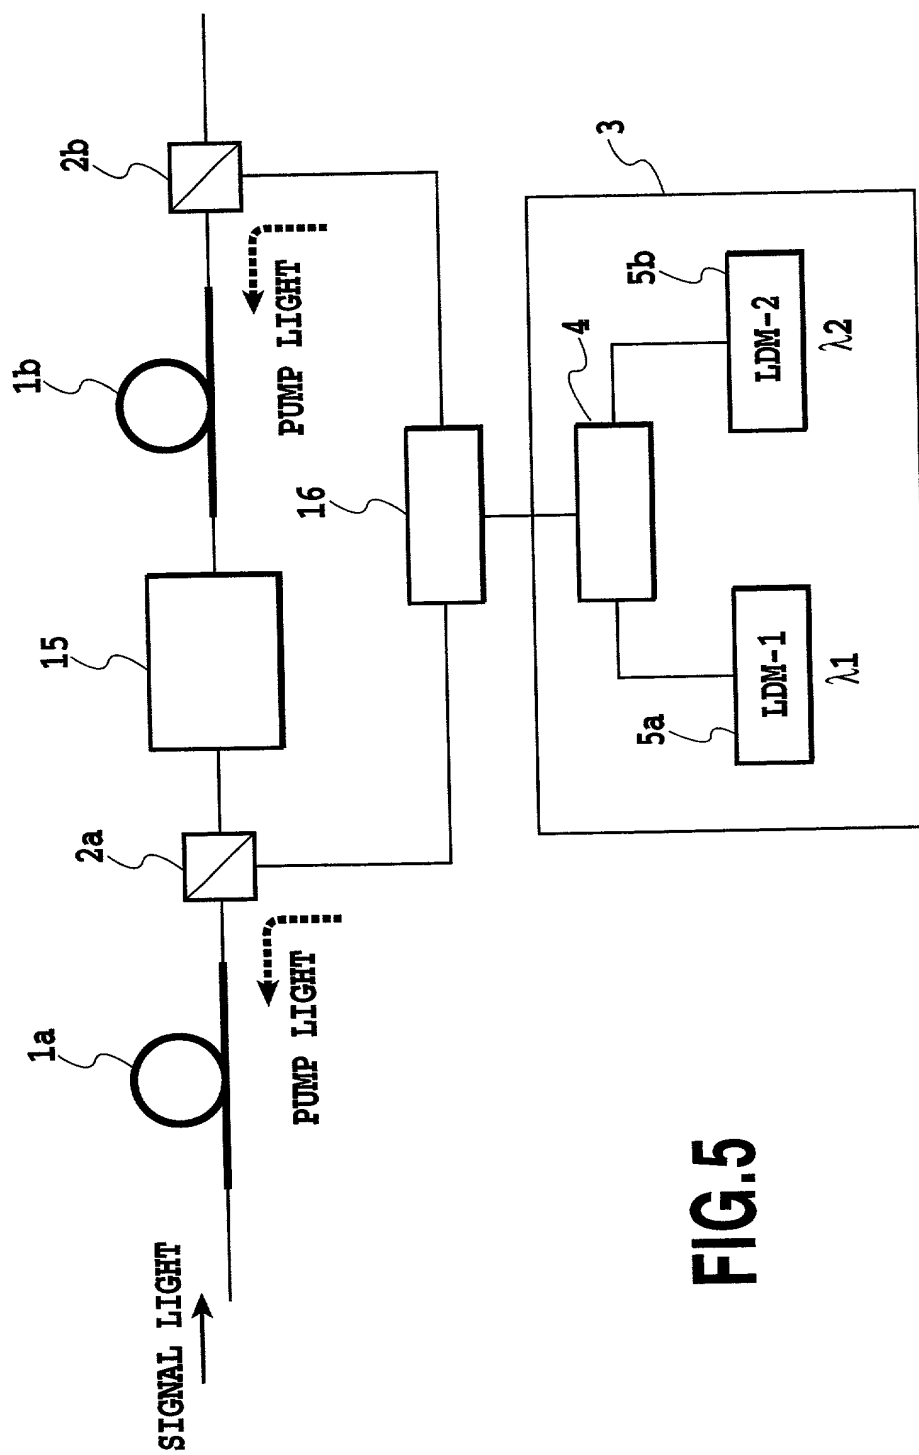 SIGNAL LIGHT
1a
2a
15
1b
2b
PUMP LIGHT
PUMP LIGHT
16
3
4
5a
LDM-1
λ1
5b
LDM-2
λ2
FIG.5